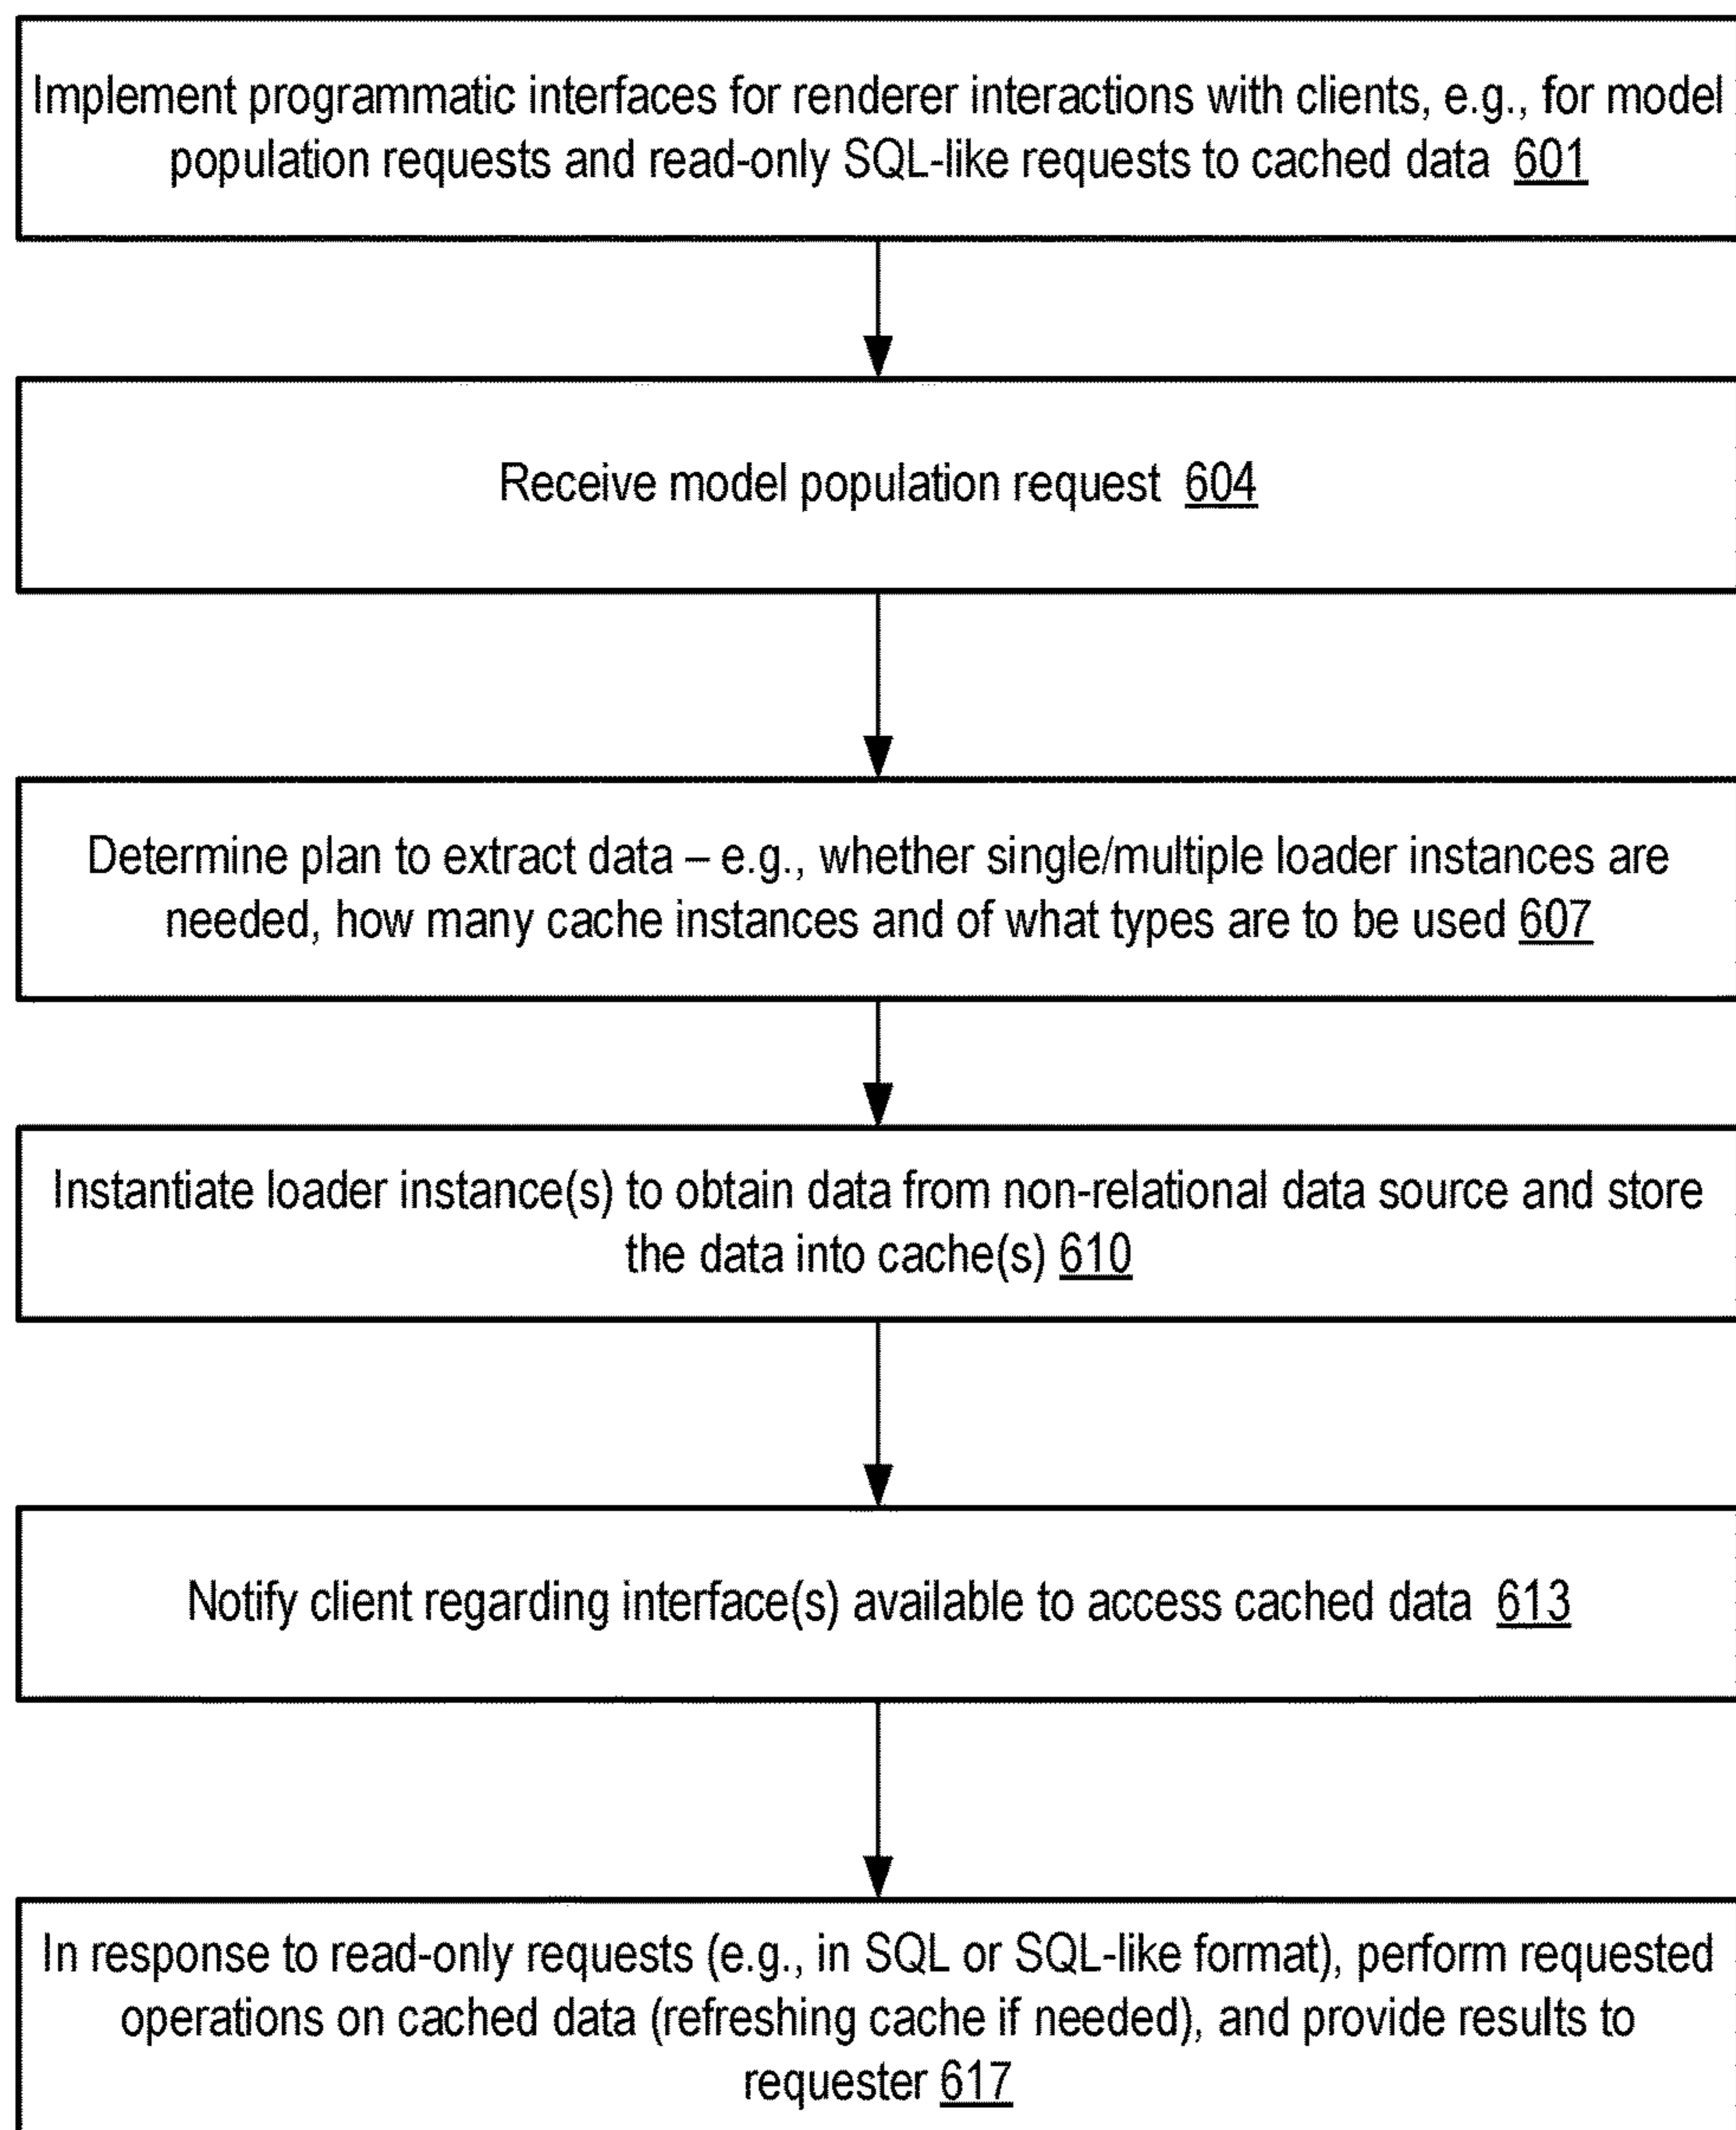 Implement programmatic interfaces for renderer interactions with clients, e.g., for model
population requests and read-only SQL-like requests to cached data 601
Receive model population request 604
Determine plan to extract data – e.g., whether single/multiple loader instances are
needed, how many cache instances and of what types are to be used 607
Instantiate loader instance(s) to obtain data from non-relational data source and store
the data into cache(s) 610
Notify client regarding interface(s) available to access cached data 613
In response to read-only requests (e.g., in SQL or SQL-like format), perform requested
operations on cached data (refreshing cache if needed), and provide results to
requester 617